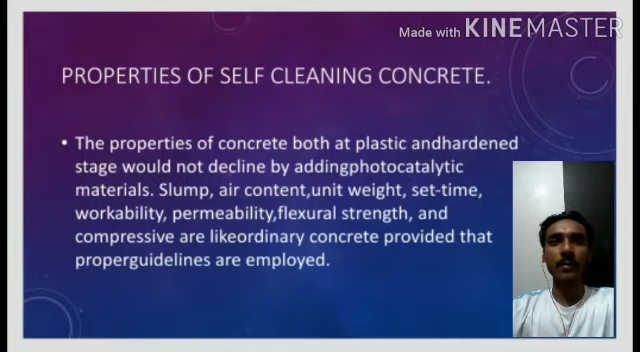 Made with KINEMASTER
PROPERTIES OF SELF CLEANING CONCRETE.
• The properties of concrete both at plastic andhardened
stage would not decline by addingphotocatalytic
materials. Slump, air content,unit weight, set-time,
workability, permeability,flexural strength, and
compressive are likeordinary concrete provided that
properguidelines are employed.